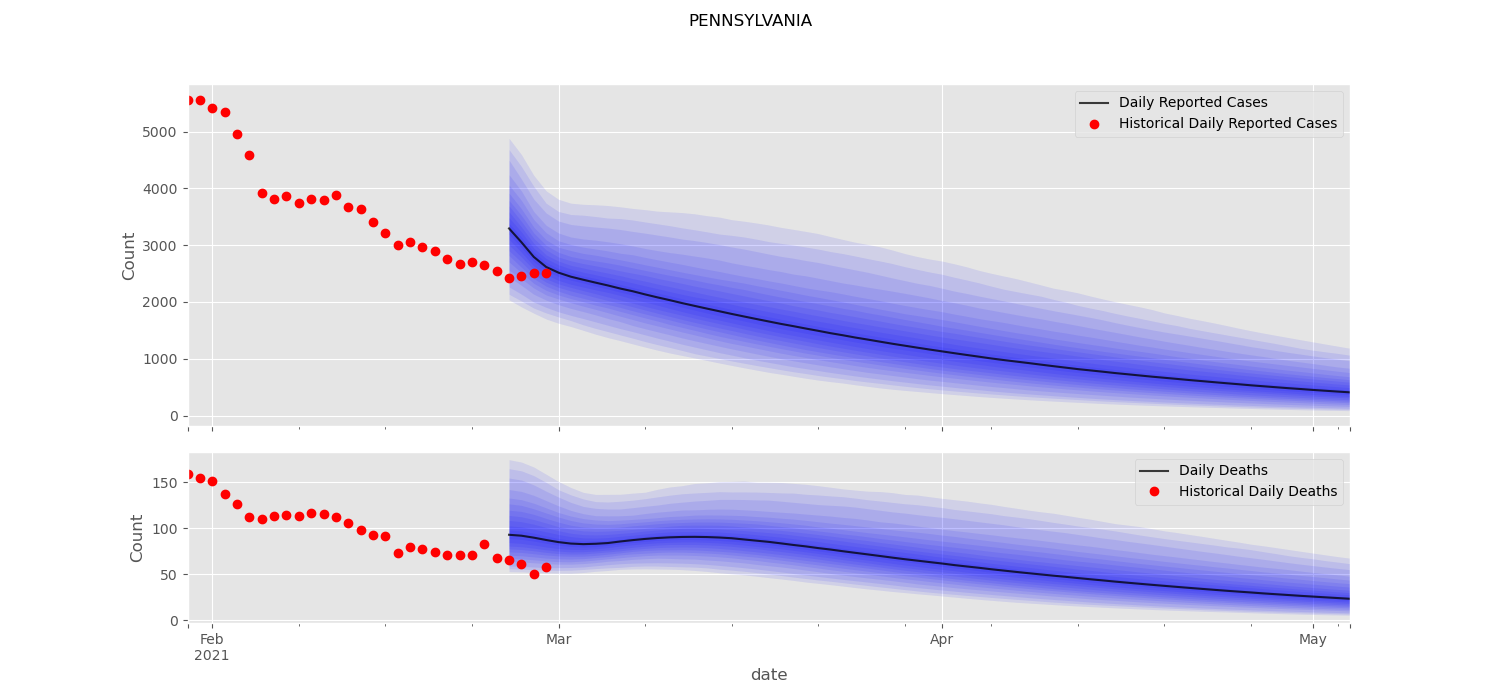 PENNSYLVANIA
Daily Reported Cases
Historical Daily Reported Cases
Count
5000
4000
3000
2000
1000
0
Daily Deaths
Historical Daily Deaths
Count
150
100
50
0
Feb Mar Apr May
2021
date